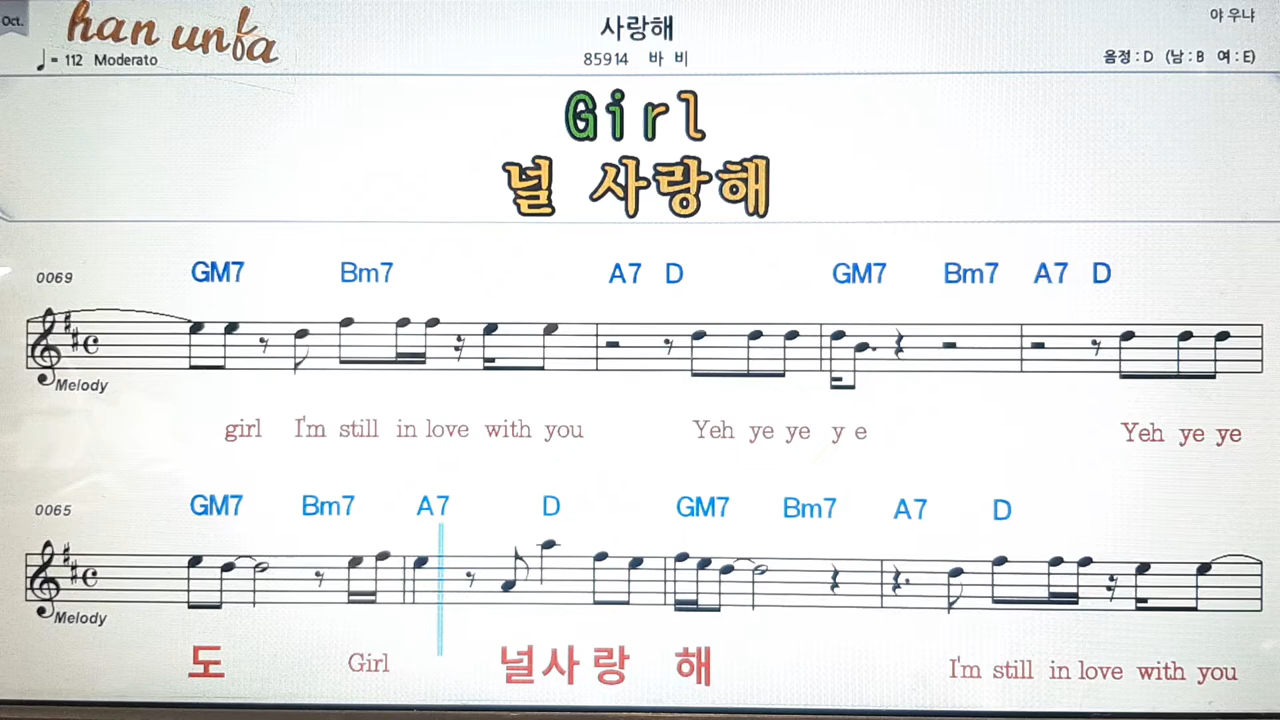 Oct.
han unfa
사랑해
야 우냐
♩ = 112 Moderato
85914 바 비
음정 : D (남 : B 여 : E)
Girl
널 사랑해
0069
GM7 Bm7 A7 D GM7 Bm7 A7 D
Melody
girl I'm still in love with you Yeh ye ye y e Yeh ye ye
0065
GM7 Bm7 A7 D GM7 Bm7 A7 D
Melody
도 Girl 널사 랑 해 I'm still in love with you